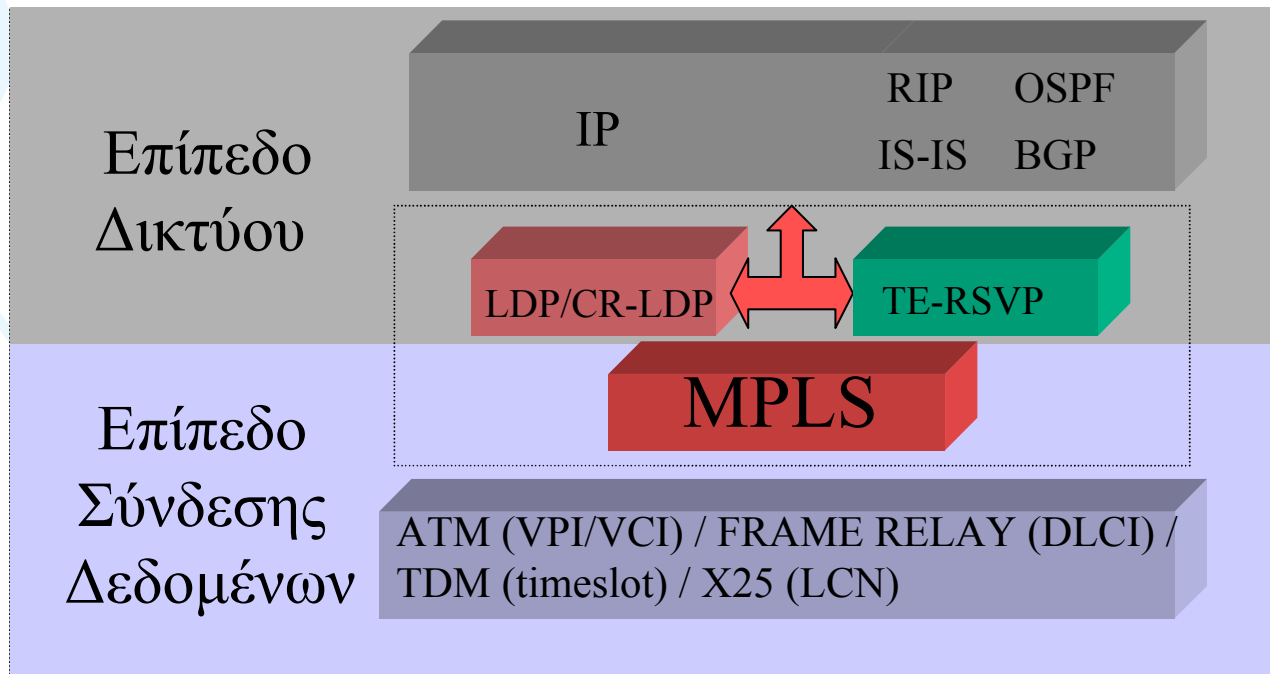 Επίπεδο
Δικτύου
IP
RIP OSPF
IS-IS BGP
LDP/CR-LDP
TE-RSVP
Επίπεδο
Σύνδεσης
Δεδομένων
MPLS
ATM (VPI/VCI) / FRAME RELAY (DLCI) /
TDM (timeslot) / X25 (LCN)